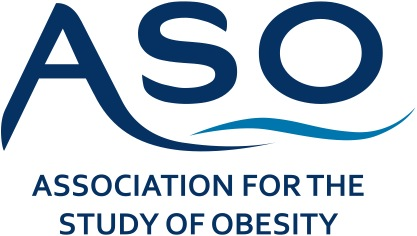 ASO
ASSOCIATION FOR THE
STUDY OF OBESITY